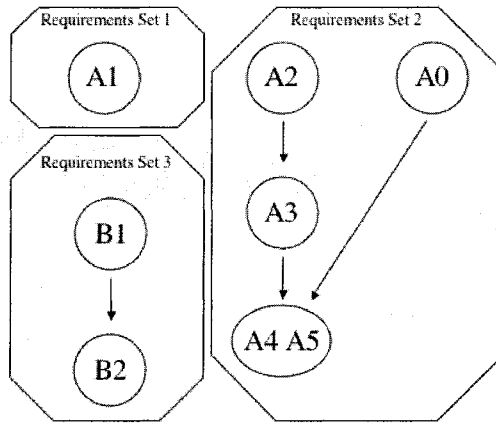 Requirements Set 1
A1
Requirements Set 2
A2
A0
A3
A4 A5
Requirements Set 3
B1
B2